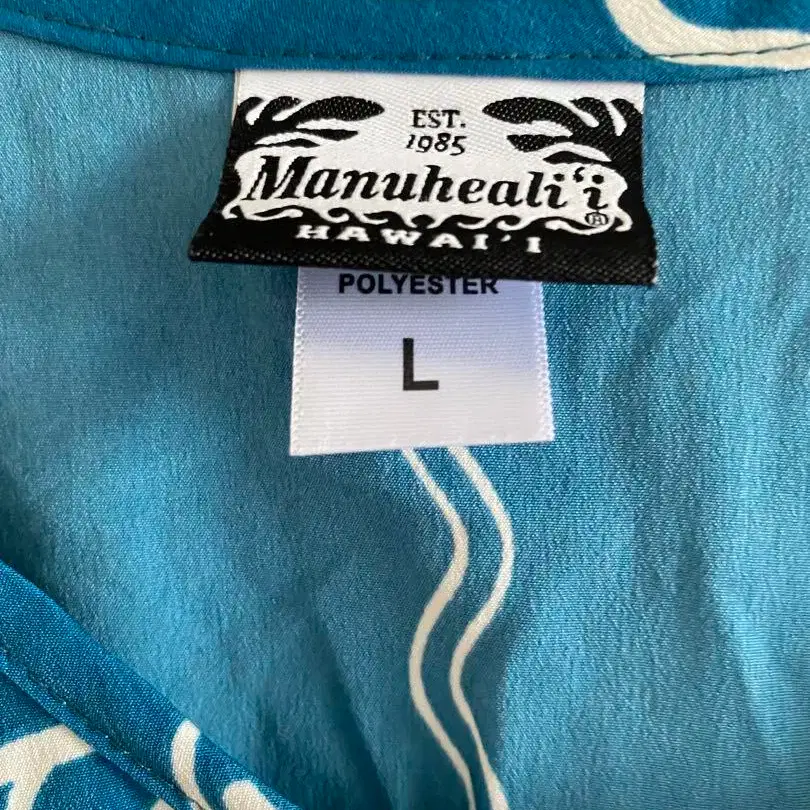 EST.
1985
Manuheali‘i ®
HAWAI‘I
POLYESTER
L